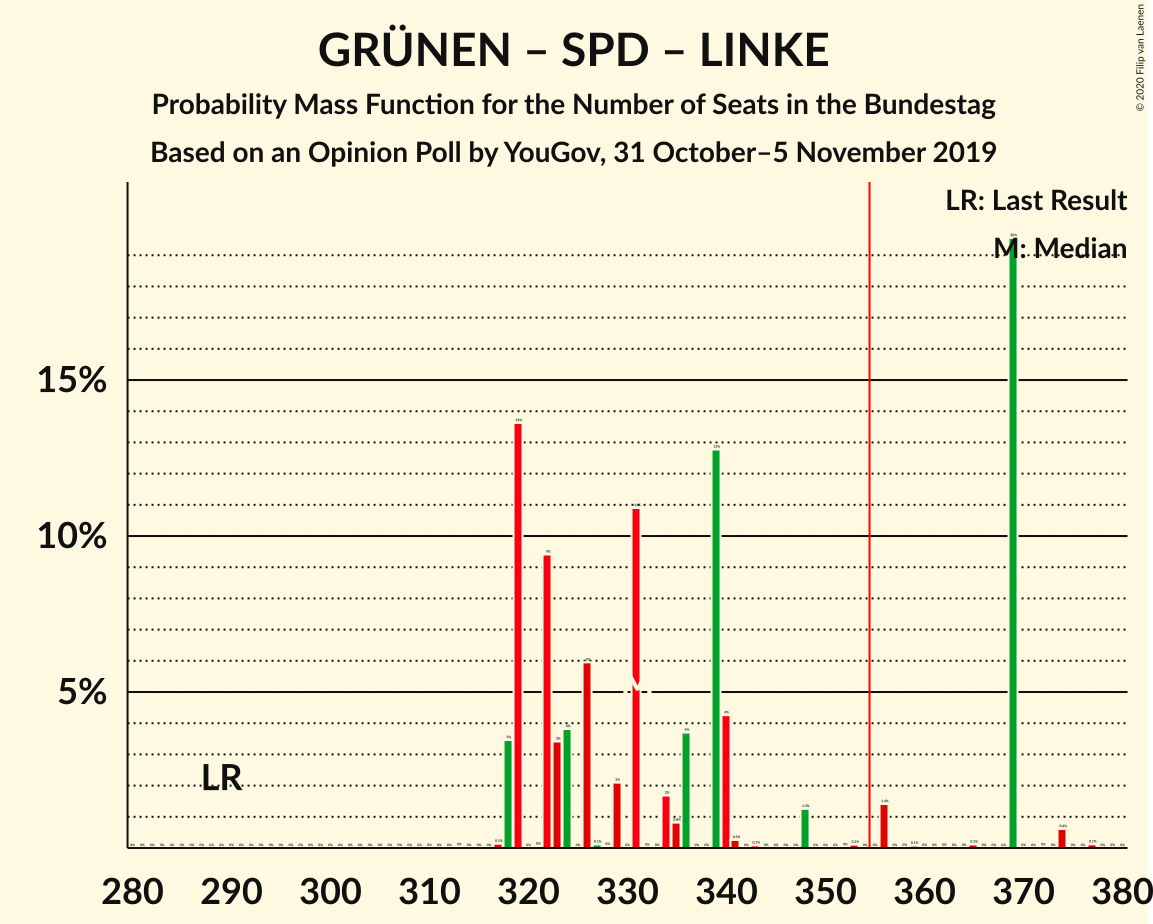 GRÜNEN – SPD – LINKE
Probability Mass Function for the Number of Seats in the Bundestag
Based on an Opinion Poll by YouGov, 31 October–5 November 2019
© 2020 Filip van Laenen
LR: Last Result
M: Median
15%
10%
5%
LR
M
280 290 300 310 320 330 340 350 360 370 380